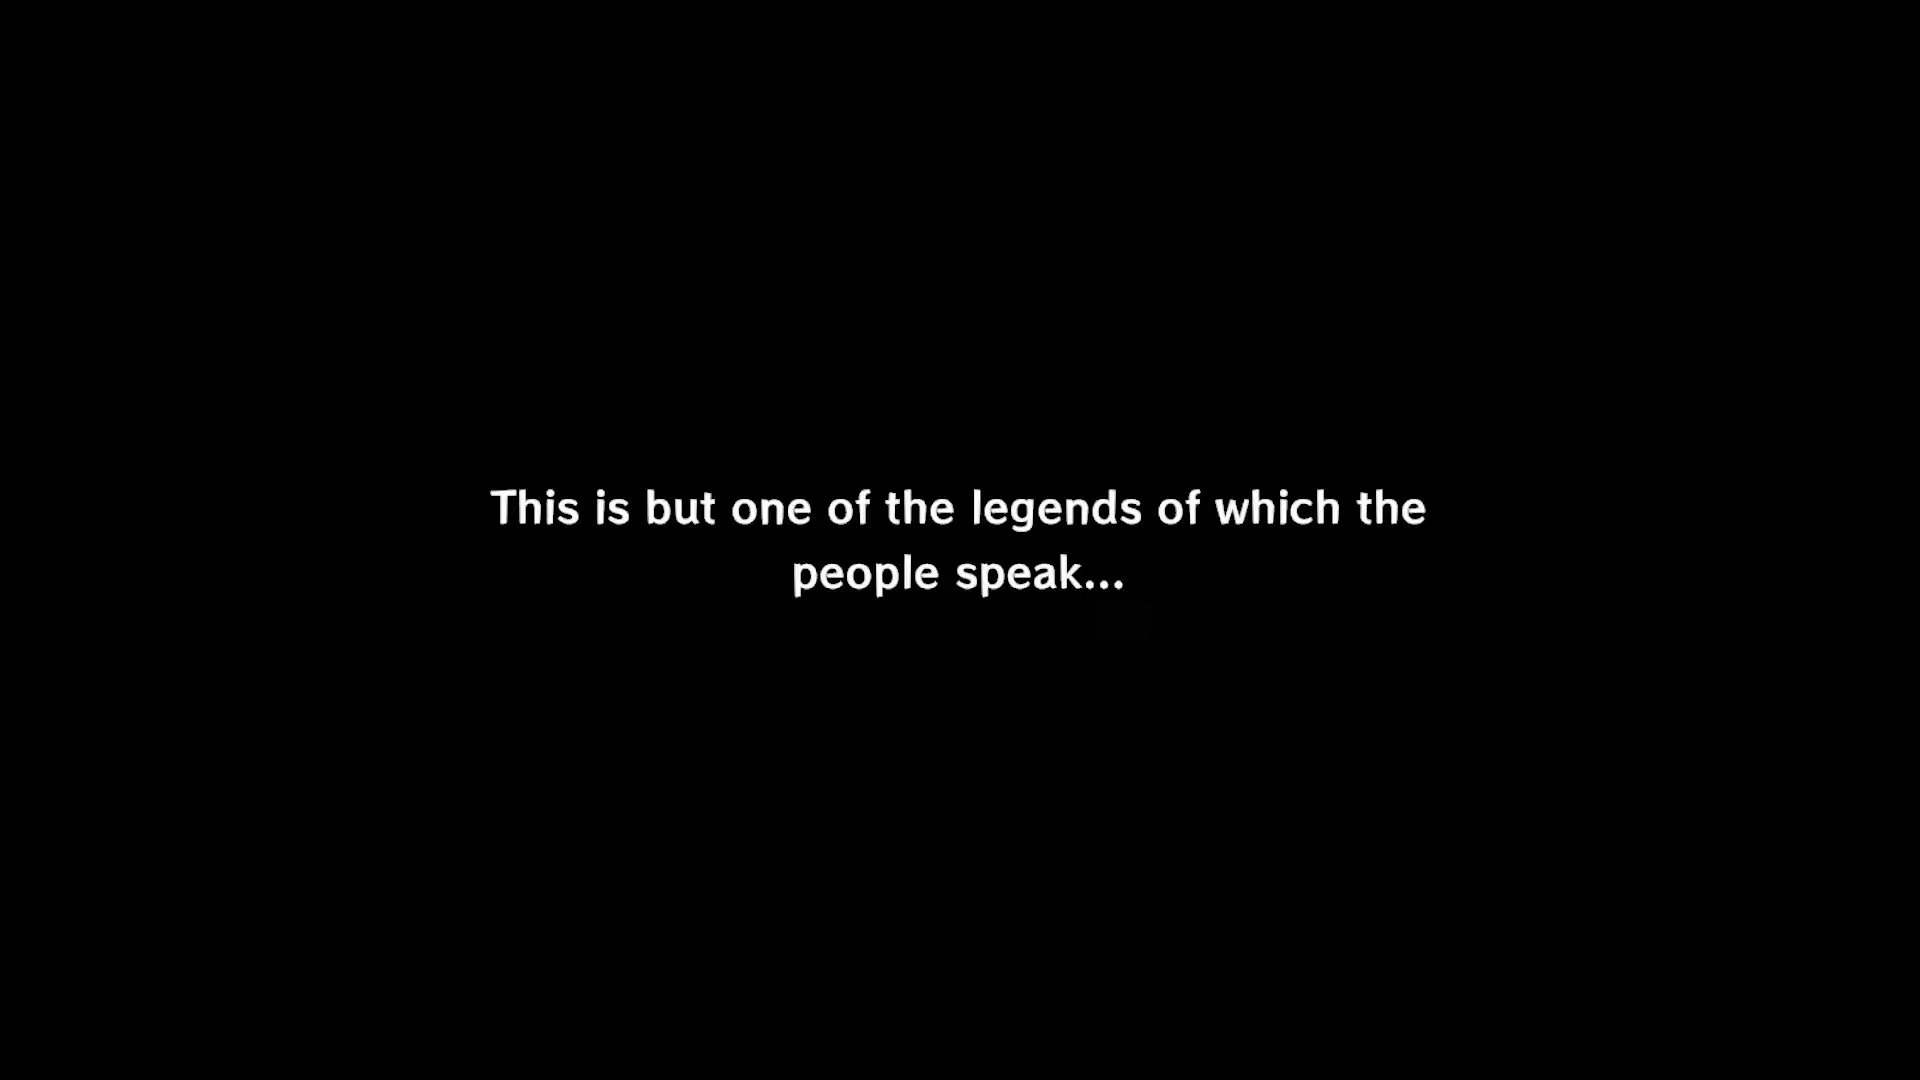 This is but one of the legends of which the
people speak...